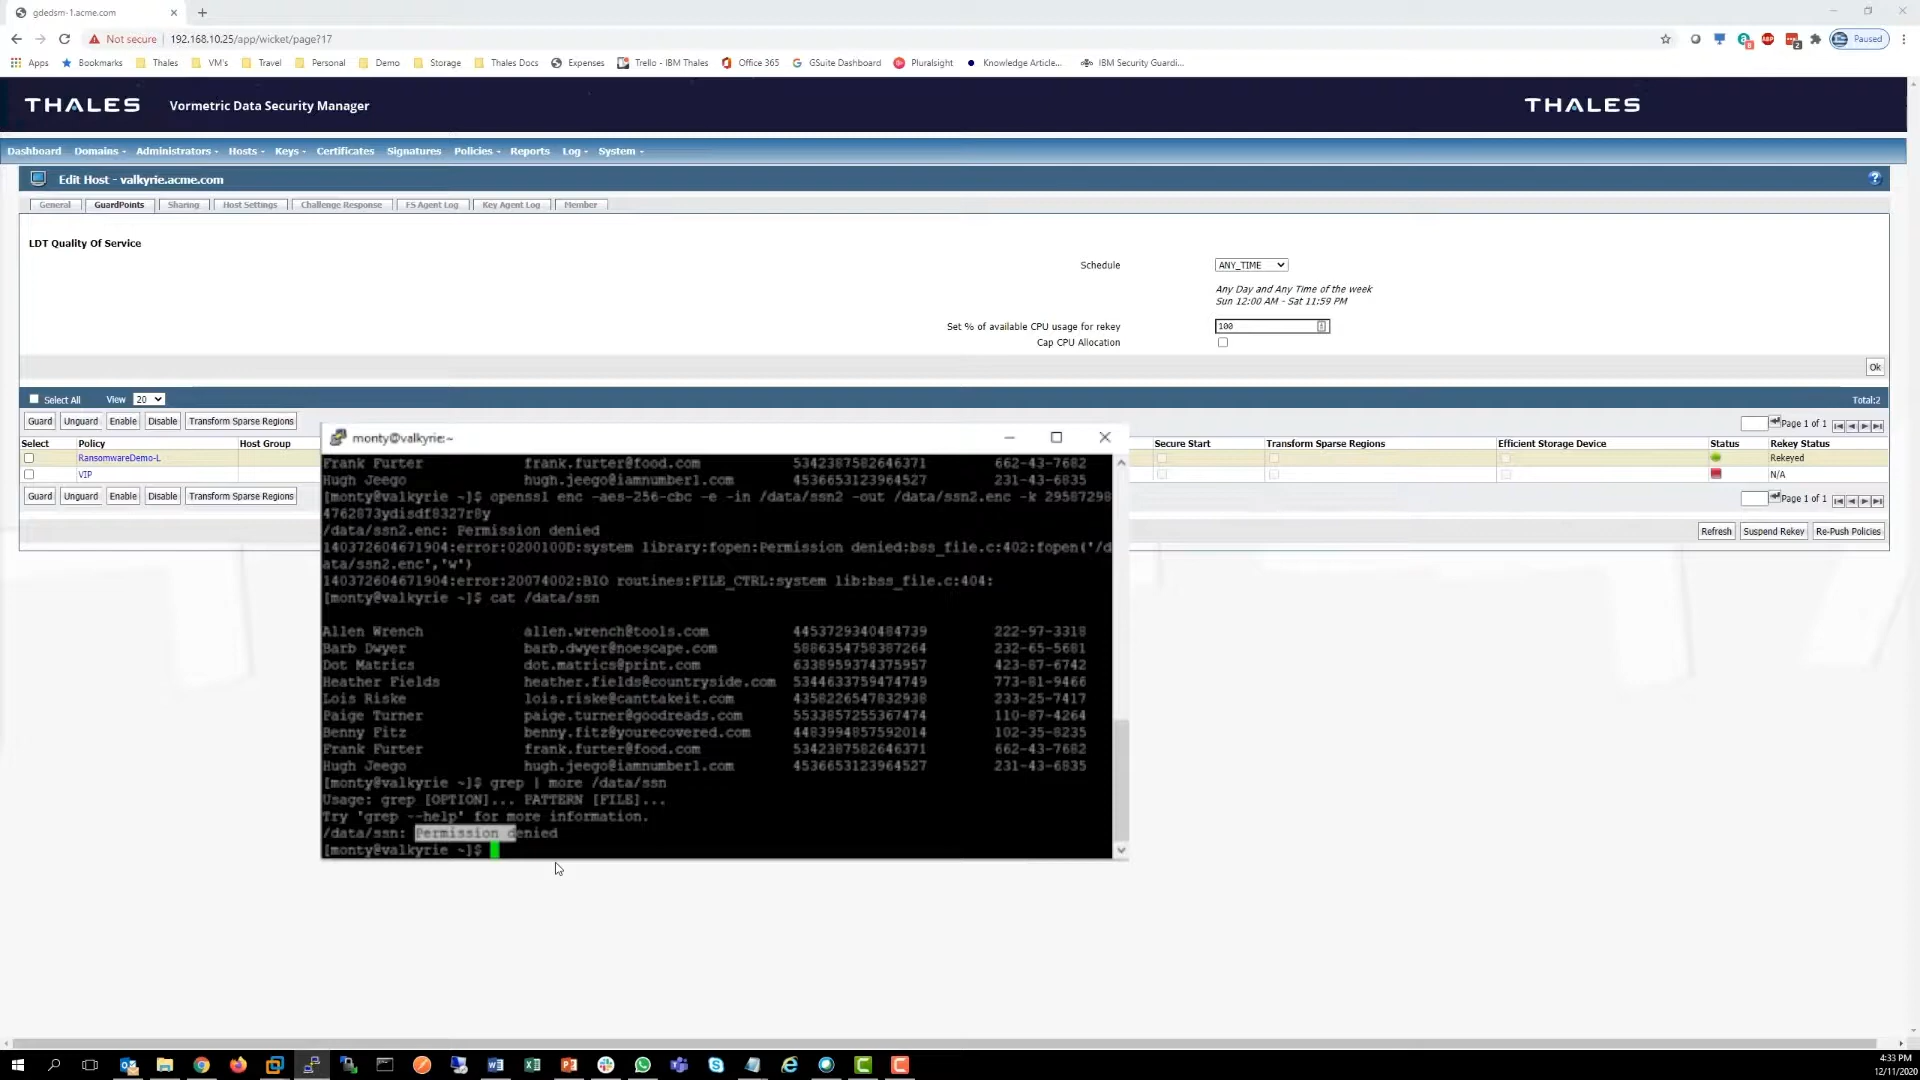 gdedsm-1.acme.com
Not secure 192.168.10.25/app/wicket/page?17
Paused
Apps Bookmarks Thales VM's Travel Personal Demo Storage Thales Docs Expenses Trello - IBM Thales Office 365 GSuite Dashboard Pluralsight Knowledge Article... IBM Security Guardi...
THALES Vormetric Data Security Manager THALES
Dashboard Domains Administrators Hosts Keys Certificates Signatures Policies Reports Log System
Edit Host - valkyrie.acme.com
General GuardPoints Sharing Host Settings Challenge Response FS Agent Log Key Agent Log Member
LDT Quality Of Service
Schedule ANY_TIME
Any Day and Any Time of the week
Sun 12:00 AM - Sat 11:59 PM
Set % of available CPU usage for rekey 100
Cap CPU Allocation
Ok
Select All View 20 Total:2
Guard Unguard Enable Disable Transform Sparse Regions Page 1 of 1
Select Policy Host Group Secure Start Transform Sparse Regions Efficient Storage Device Status Rekey Status
RansomwareDemo-L Rekeyed
VIP N/A
Guard Unguard Enable Disable Transform Sparse Regions Page 1 of 1
Refresh Suspend Rekey Re-Push Policies
monty@valkyrie:~
Frank Furter frank.furter@food.com 5342387582646371 662-43-7682
Hugh Jeego hugh.jeego@iamnumber1.com 4536653123964527 231-43-6835
[monty@valkyrie ~]$ openssl enc -aes-256-cbc -e -in /data/ssn2 -out /data/ssn2.enc -k 29587298
4762873ydisdf8327r8y
/data/ssn2.enc: Permission denied
140372604671904:error:0200100D:system library:fopen:Permission denied:bss_file.c:402:fopen('/d
ata/ssn2.enc','w')
140372604671904:error:20074002:BIO routines:FILE_CTRL:system lib:bss_file.c:404:
[monty@valkyrie ~]$ cat /data/ssn
Allen Wrench allen.wrench@tools.com 4453729340484739 222-97-3318
Barb Dwyer barb.dwyer@noescape.com 5886354758387264 232-65-5681
Dot Matrics dot.matrics@print.com 6338959374375957 423-87-6742
Heather Fields heather.fields@countryside.com 5344633759474749 773-81-9466
Lois Riske lois.riske@canttakeit.com 4358226547832938 233-25-7417
Paige Turner paige.turner@goodreads.com 5533857255367474 110-87-4264
Benny Fitz benny.fitz@yourecovered.com 4483994857592014 102-35-8235
Frank Furter frank.furter@food.com 5342387582646371 662-43-7682
Hugh Jeego hugh.jeego@iamnumber1.com 4536653123964527 231-43-6835
[monty@valkyrie ~]$ grep | more /data/ssn
Usage: grep [OPTION]... PATTERN [FILE]...
Try 'grep --help' for more information.
/data/ssn: Permission denied
[monty@valkyrie ~]$
4:33 PM
12/11/2020